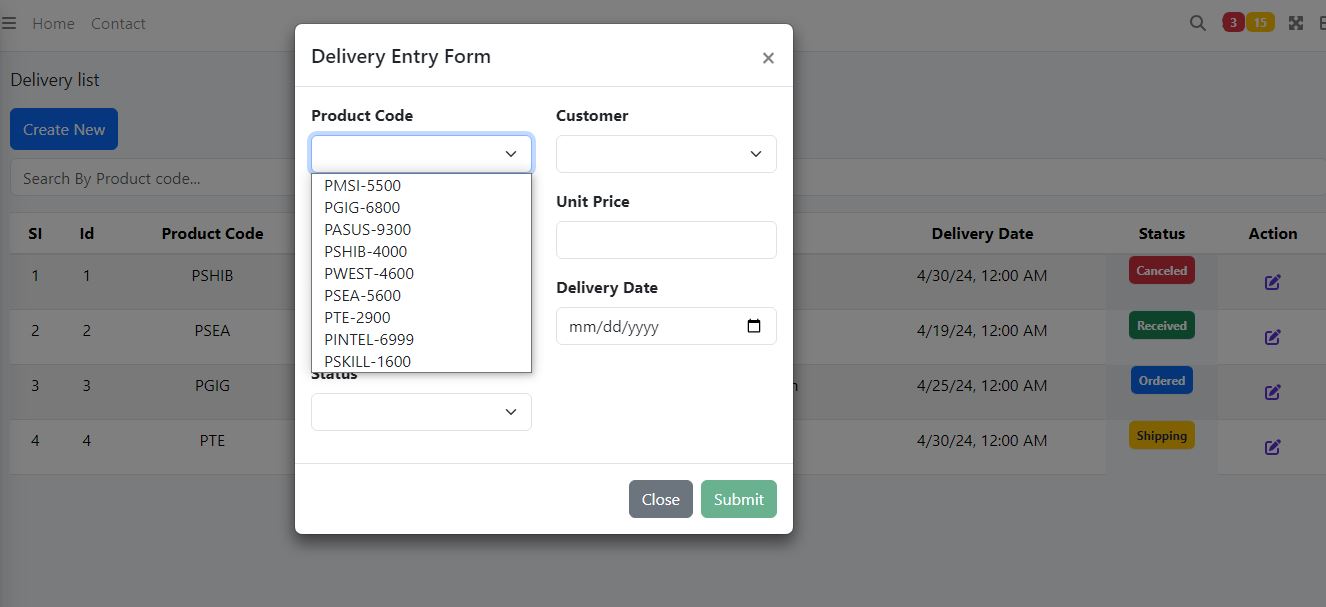 Home Contact 3 15
Delivery list
Create New
Search By Product code...
Sl Id Product Code Delivery Date Status Action
1 1 PSHIB 4/30/24, 12:00 AM Canceled
2 2 PSEA 4/19/24, 12:00 AM Received
3 3 PGIG n 4/25/24, 12:00 AM Ordered
4 4 PTE 4/30/24, 12:00 AM Shipping
Delivery Entry Form ×
Product Code Customer
PMSI-5500
PGIG-6800
PASUS-9300
PSHIB-4000
PWEST-4600
PSEA-5600
PTE-2900
PINTEL-6999
PSKILL-1600
Unit Price
Delivery Date
mm/dd/yyyy
Status
Close Submit